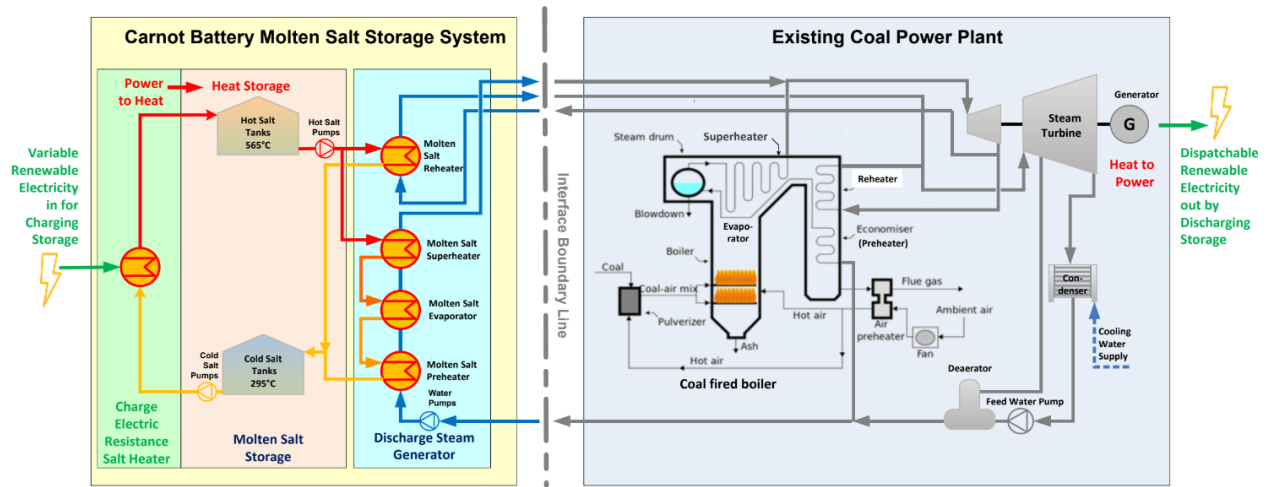 Carnot Battery Molten Salt Storage System
Power
to Heat
Heat Storage
Hot Salt
Tanks
565°C
Hot Salt
Pumps
Molten
Salt
Reheater
Variable
Renewable
Electricity
in for
Charging
Storage
Molten Salt
Superheater
Molten Salt
Evaporator
Cold
Salt
Pumps
Cold Salt
Tanks
295°C
Molten Salt
Preheater
Water
Pumps
Charge
Electric
Resistance
Salt Heater
Molten Salt
Storage
Discharge Steam
Generator
Interface Boundary Line
Existing Coal Power Plant
Steam drum
Superheater
Reheater
Blowdown
Evapo-
rator
Economiser
(Preheater)
Boiler
Coal
Coal-air mix
Pulverizer
Flue gas
Hot air
Ambient air
Air
preheater
Fan
Ash
Hot air
Coal fired boiler
Steam
Turbine
Generator
G
Heat to
Power
Dispatchable
Renewable
Electricity
out by
Discharging
Storage
Con-
denser
Cooling
Water
Supply
Deaerator
Feed Water Pump